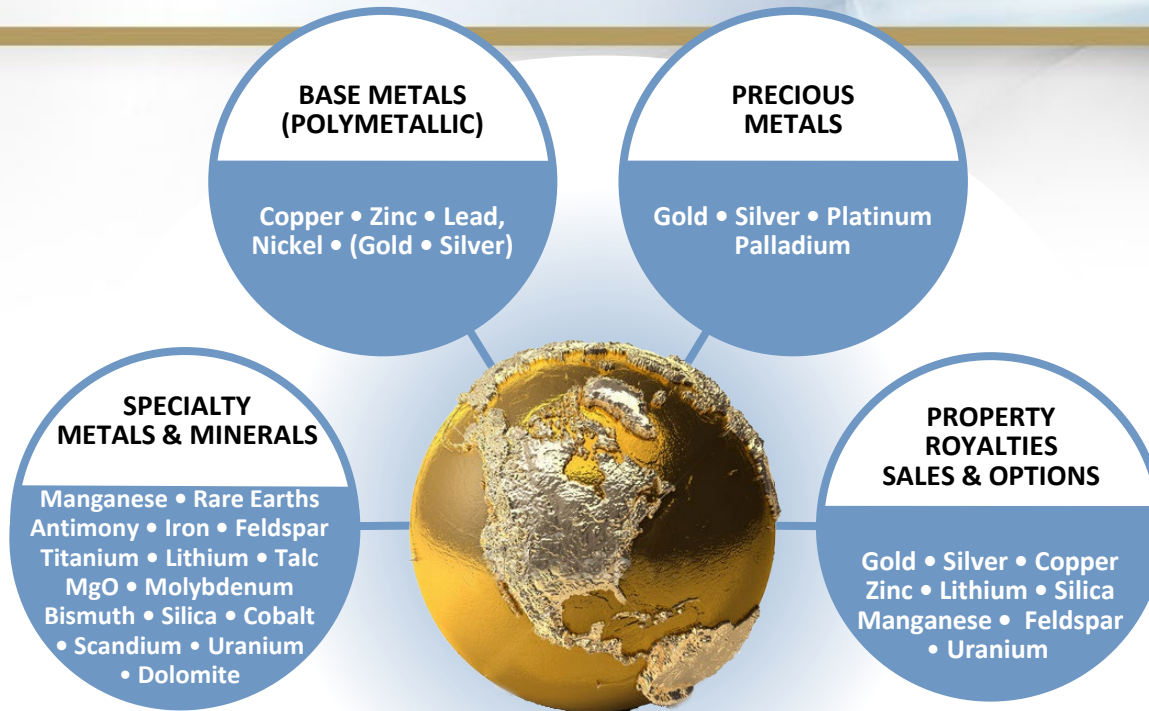 BASE METALS
(POLYMETALLIC)
Copper • Zinc • Lead,
Nickel • (Gold • Silver)
PRECIOUS
METALS
Gold • Silver • Platinum
Palladium
SPECIALTY
METALS & MINERALS
Manganese • Rare Earths
Antimony • Iron • Feldspar
Titanium • Lithium • Talc
MgO • Molybdenum
Bismuth • Silica • Cobalt
• Scandium • Uranium
• Dolomite
PROPERTY
ROYALTIES
SALES & OPTIONS
Gold • Silver • Copper
Zinc • Lithium • Silica
Manganese • Feldspar
• Uranium